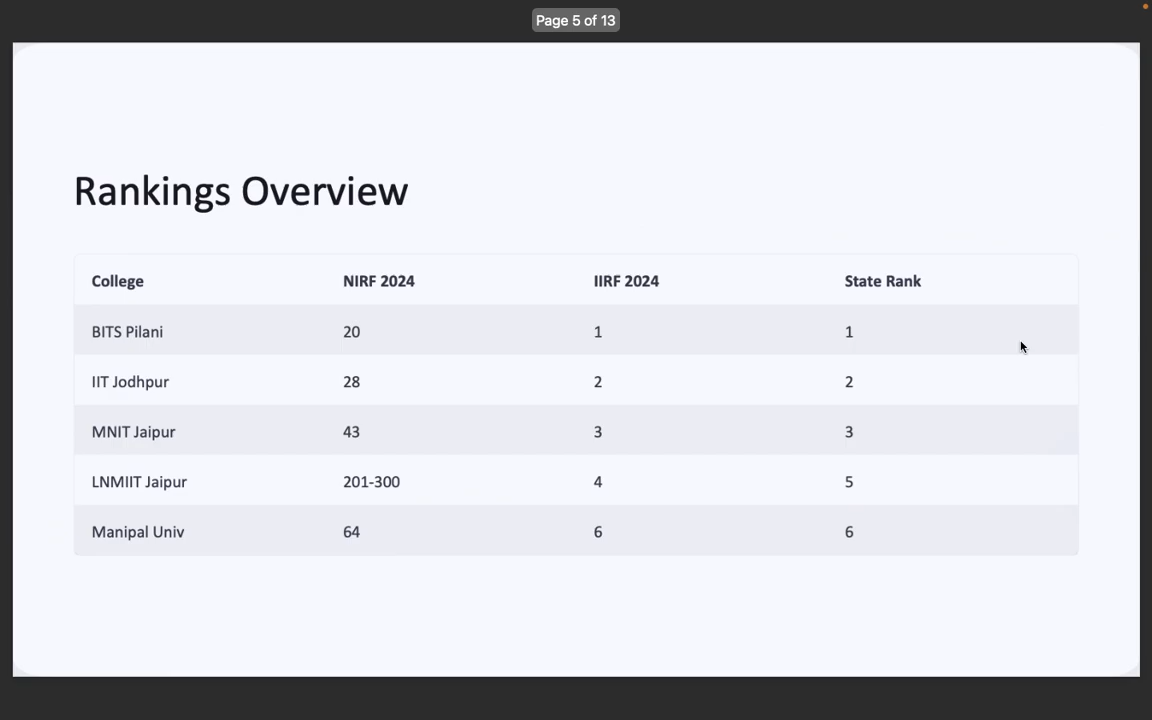 Page 5 of 13
Rankings Overview
College NIRF 2024 IIRF 2024 State Rank
BITS Pilani 20 1 1
IIT Jodhpur 28 2 2
MNIT Jaipur 43 3 3
LNMIIT Jaipur 201-300 4 5
Manipal Univ 64 6 6